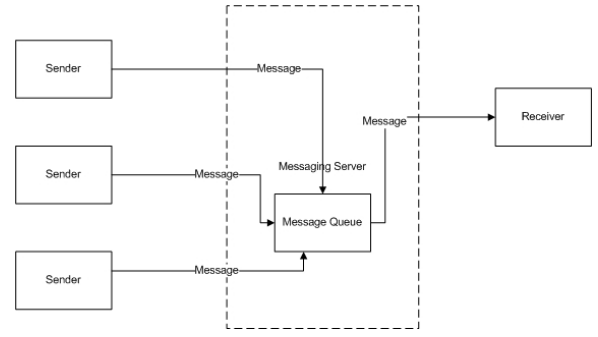 Sender
Message
Message
Receiver
Messaging Server
Sender
Message
Message Queue
Sender
Message